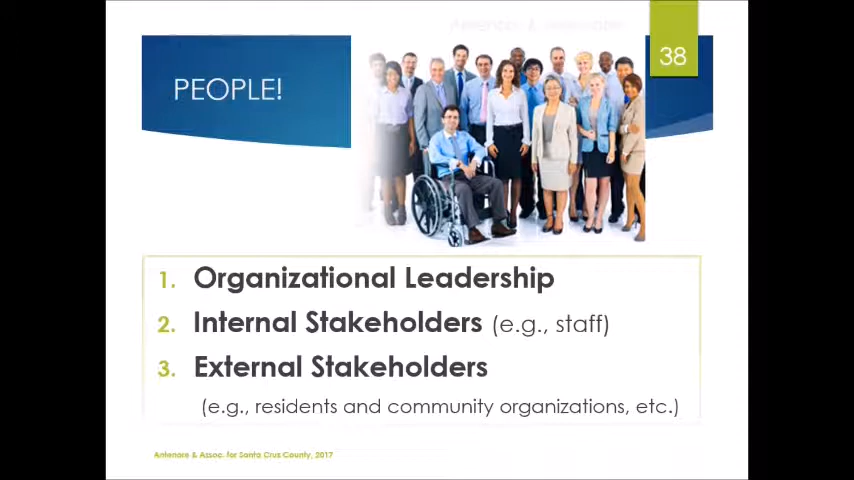 38
PEOPLE!
1. Organizational Leadership
2. Internal Stakeholders (e.g., staff)
3. External Stakeholders
(e.g., residents and community organizations, etc.)
Antenore & Assoc. for Santa Cruz County, 2017